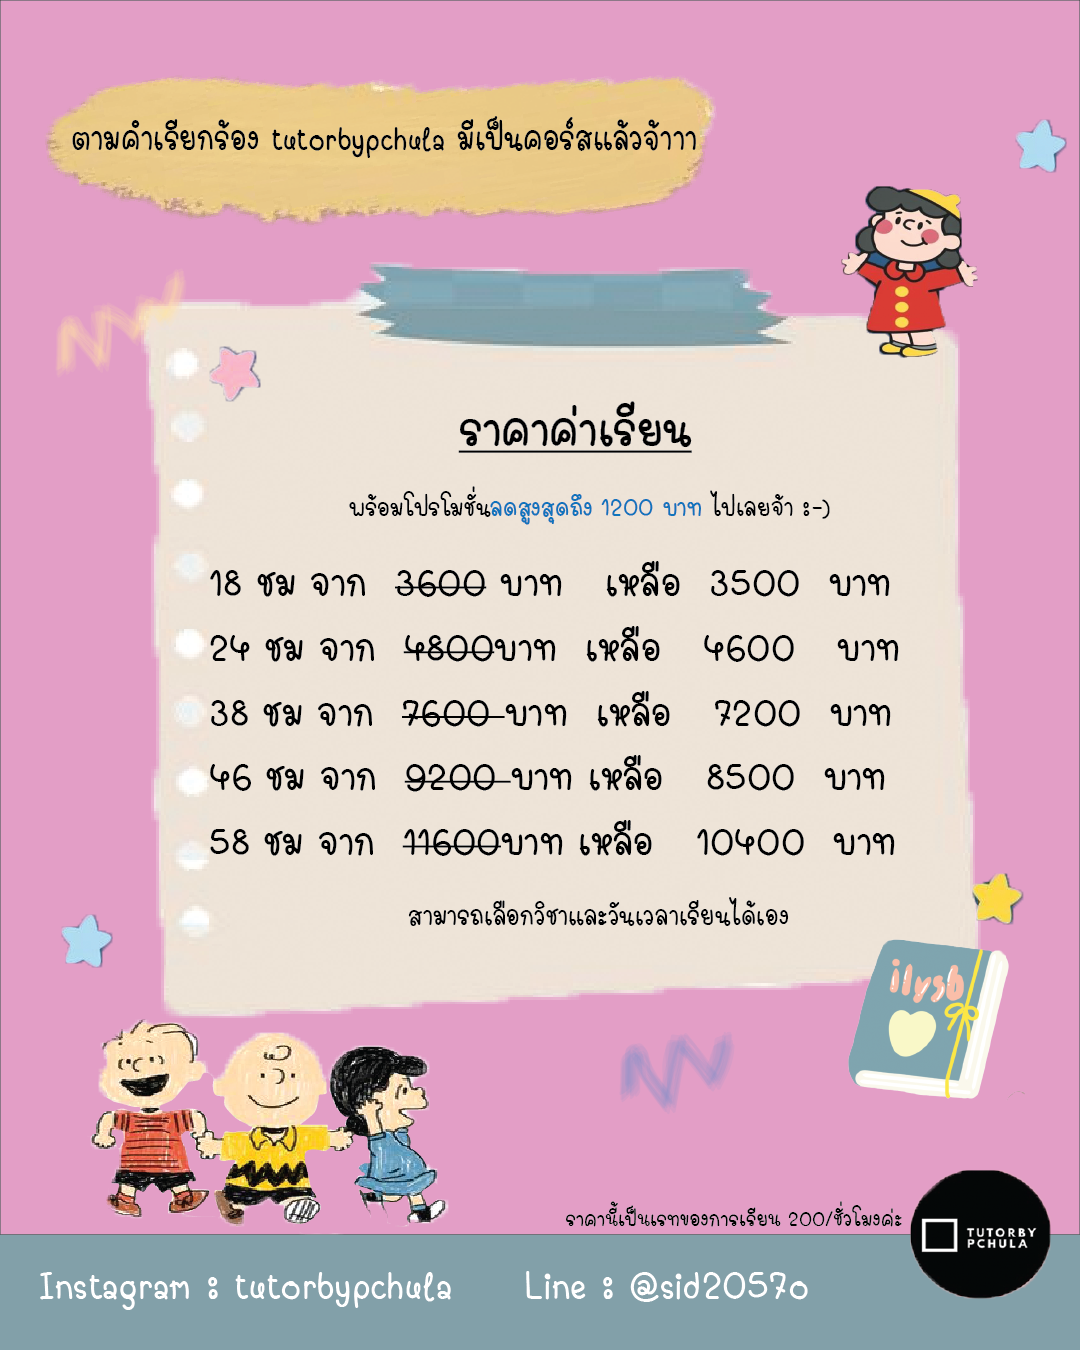 ตามคำเรียกร้อง tutorbypchula มีเป็นคอร์สแล้วจ้าาา
ราคาค่าเรียน
พร้อมโปรโมชั่นลดสูงสุดถึง 1200 บาท ไปเลยจ้า :-)
18 ชม จาก 3600 บาท เหลือ 3500 บาท
24 ชม จาก 4800บาท เหลือ 4600 บาท
38 ชม จาก 7600 บาท เหลือ 7200 บาท
46 ชม จาก 9200 บาท เหลือ 8500 บาท
58 ชม จาก 11600บาท เหลือ 10400 บาท
สามารถเลือกวิชาและวันเวลาเรียนได้เอง
ilysb
ราคานี้เป็นเรทของการเรียน 200/ชั่วโมงค่ะ
TUTORBY
PCHULA
Instagram : tutorbypchula Line : @sid2057o